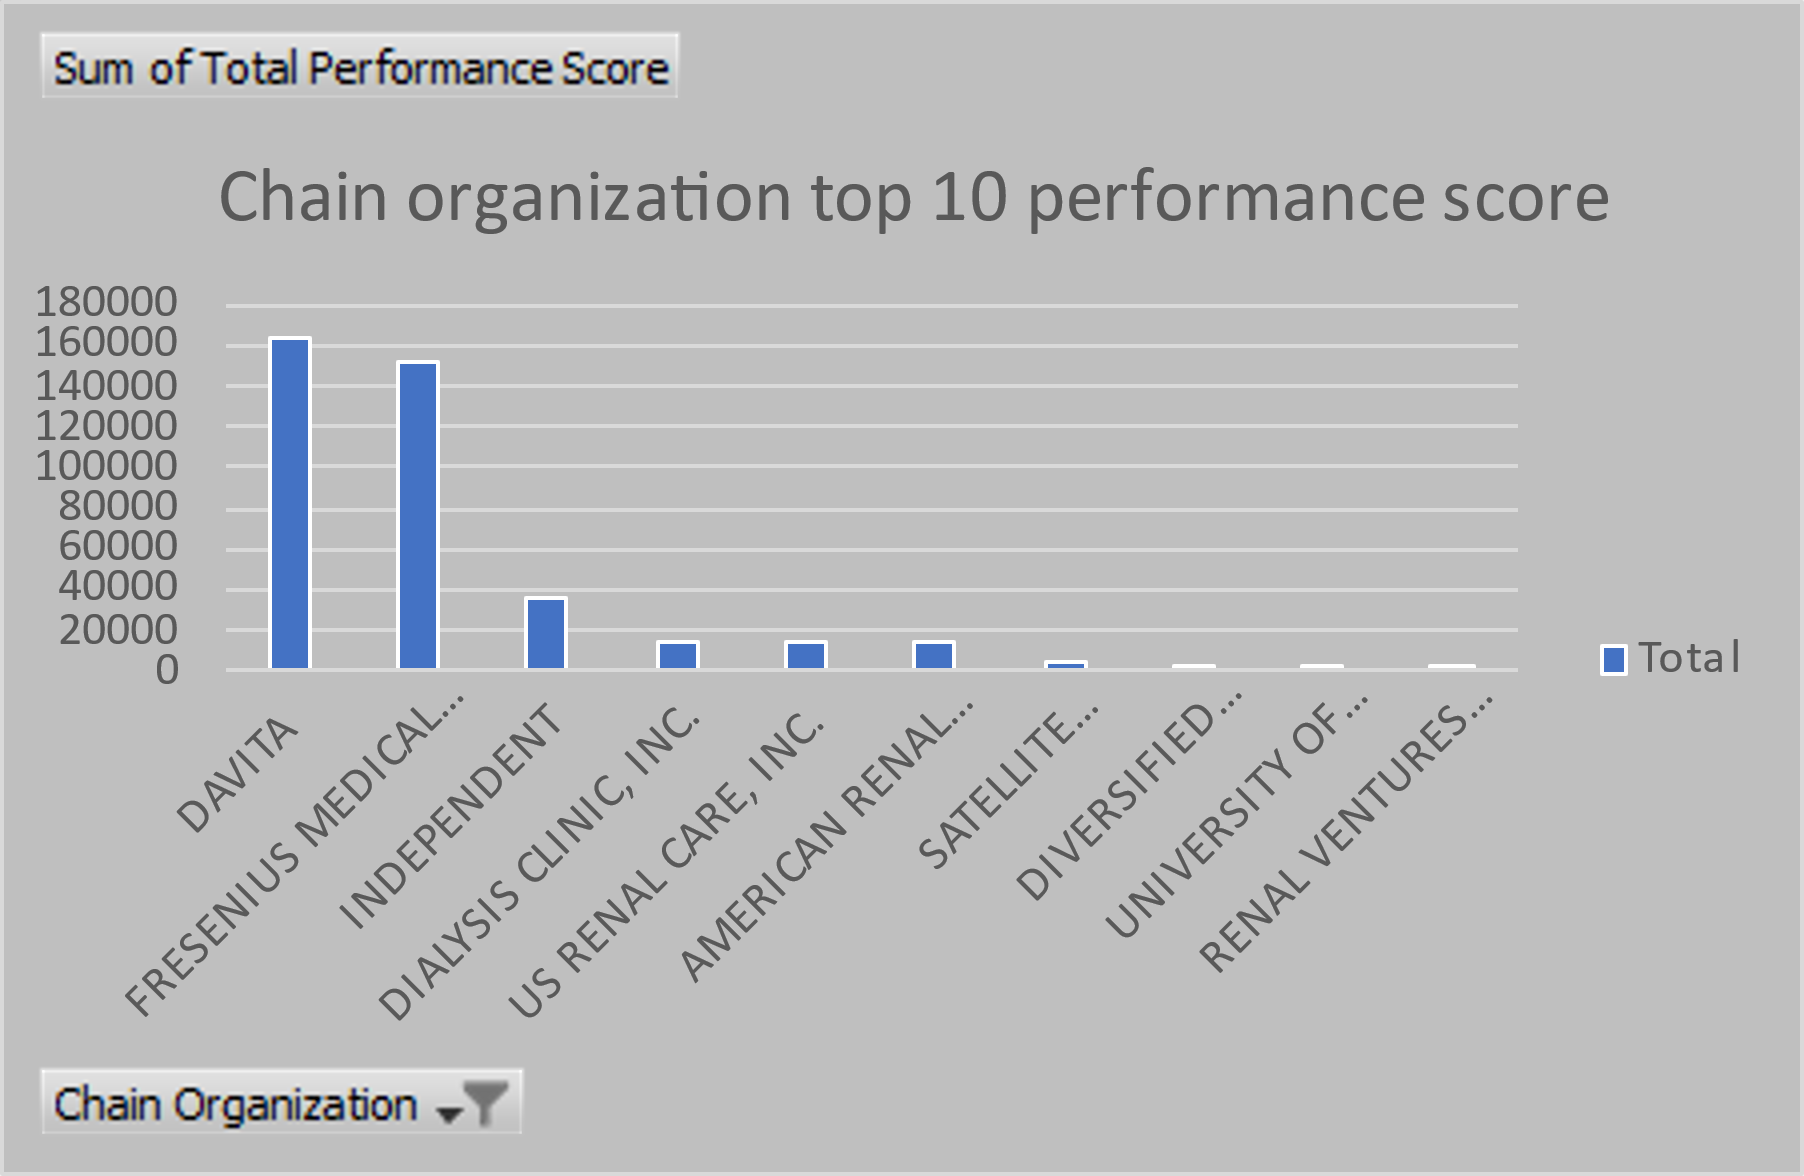 Sum of Total Performance Score
Chain organization top 10 performance score
180000
160000
140000
120000
100000
80000
60000
40000
20000
0
DAVITA
FRESENIUS MEDICAL...
INDEPENDENT
DIALYSIS CLINIC, INC.
US RENAL CARE, INC.
AMERICAN RENAL...
SATELLITE...
DIVERSIFIED...
UNIVERSITY OF...
RENAL VENTURES...
Total
Chain Organization